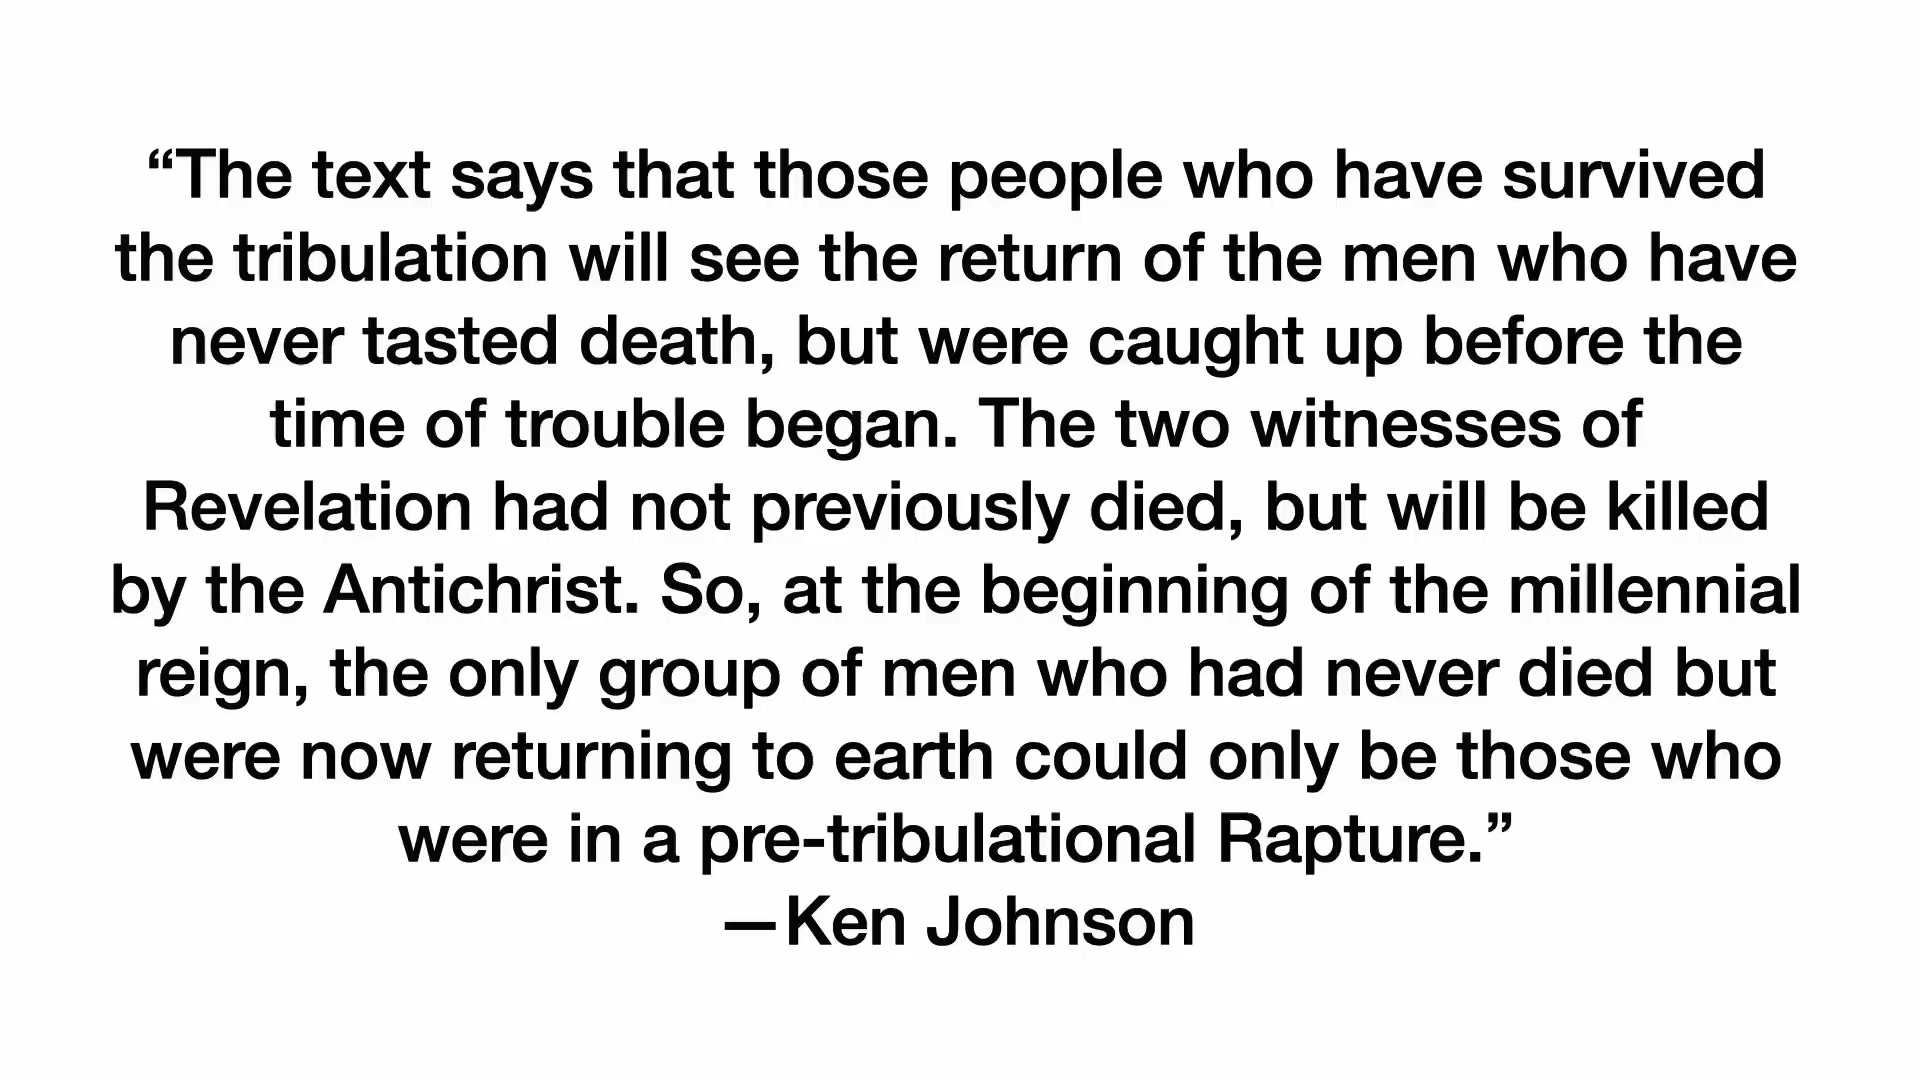 “The text says that those people who have survived
the tribulation will see the return of the men who have
never tasted death, but were caught up before the
time of trouble began. The two witnesses of
Revelation had not previously died, but will be killed
by the Antichrist. So, at the beginning of the millennial
reign, the only group of men who had never died but
were now returning to earth could only be those who
were in a pre-tribulational Rapture.”
—Ken Johnson